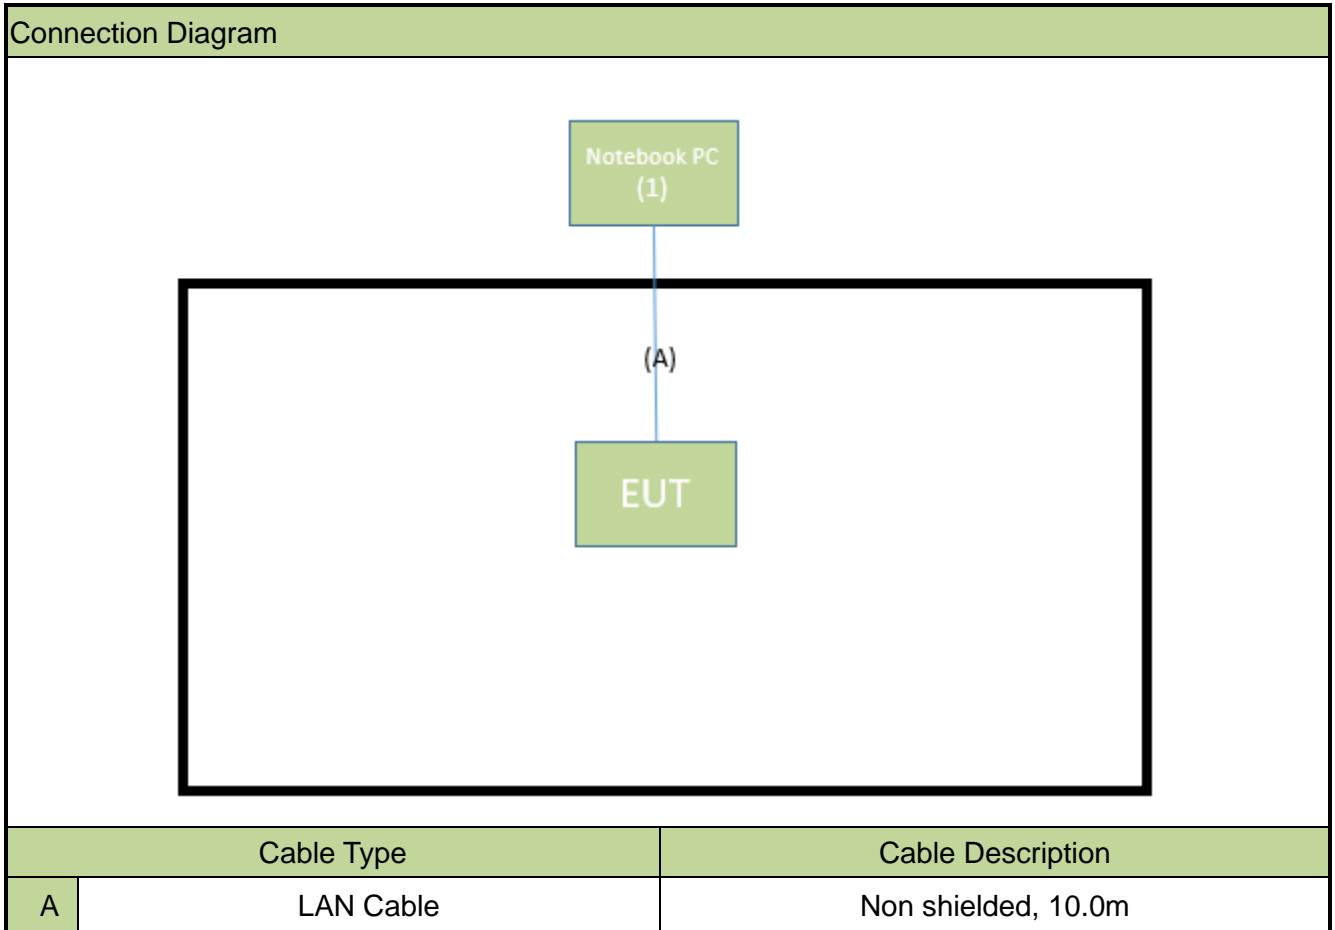 Connection Diagram
Notebook PC
(1)
(A)
EUT
Cable Type Cable Description
A LAN Cable Non shielded, 10.0m